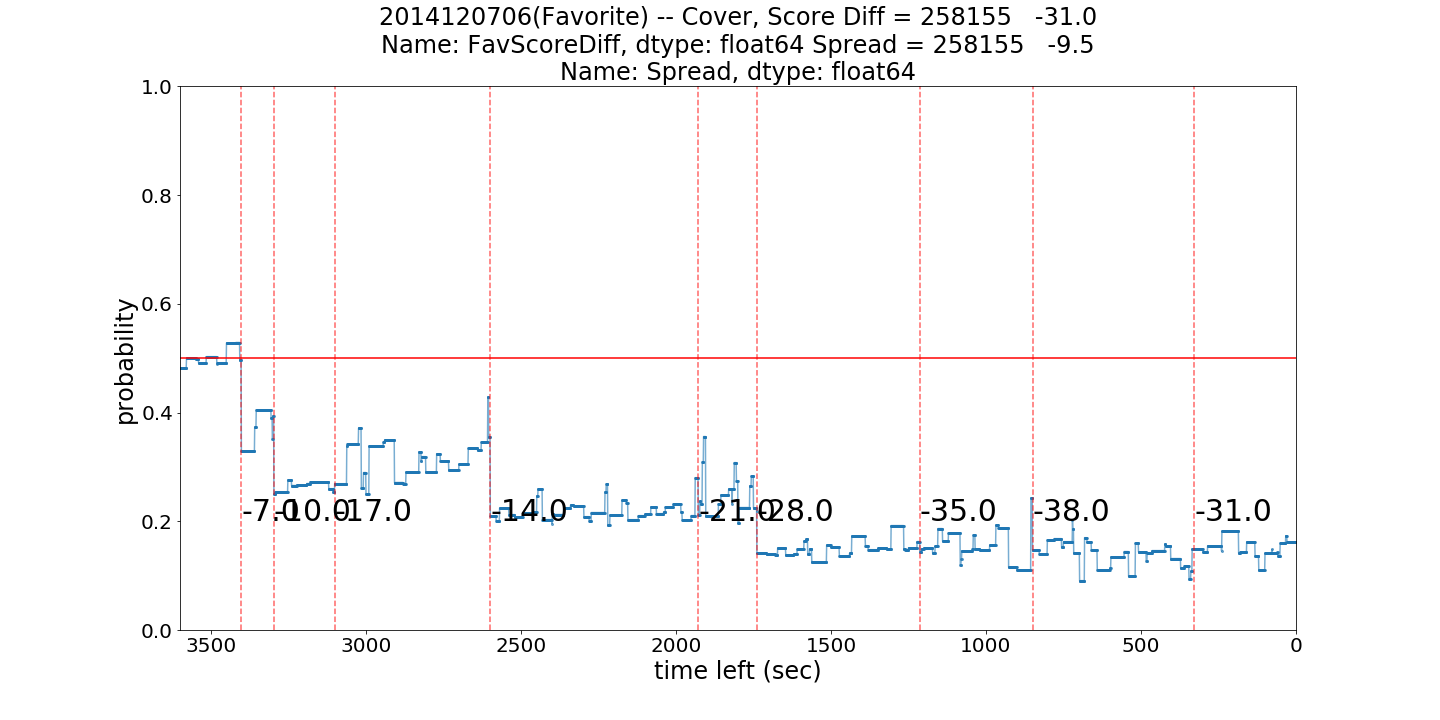 2014120706(Favorite) -- Cover, Score Diff = 258155   -31.0
Name: FavScoreDiff, dtype: float64 Spread = 258155   -9.5
Name: Spread, dtype: float64
1.0
0.8
0.6
0.4
0.2
0.0
probability
-7.0
-10.0
-17.0
-14.0
-21.0
-28.0
-35.0
-38.0
-31.0
3500 3000 2500 2000 1500 1000 500 0
time left (sec)